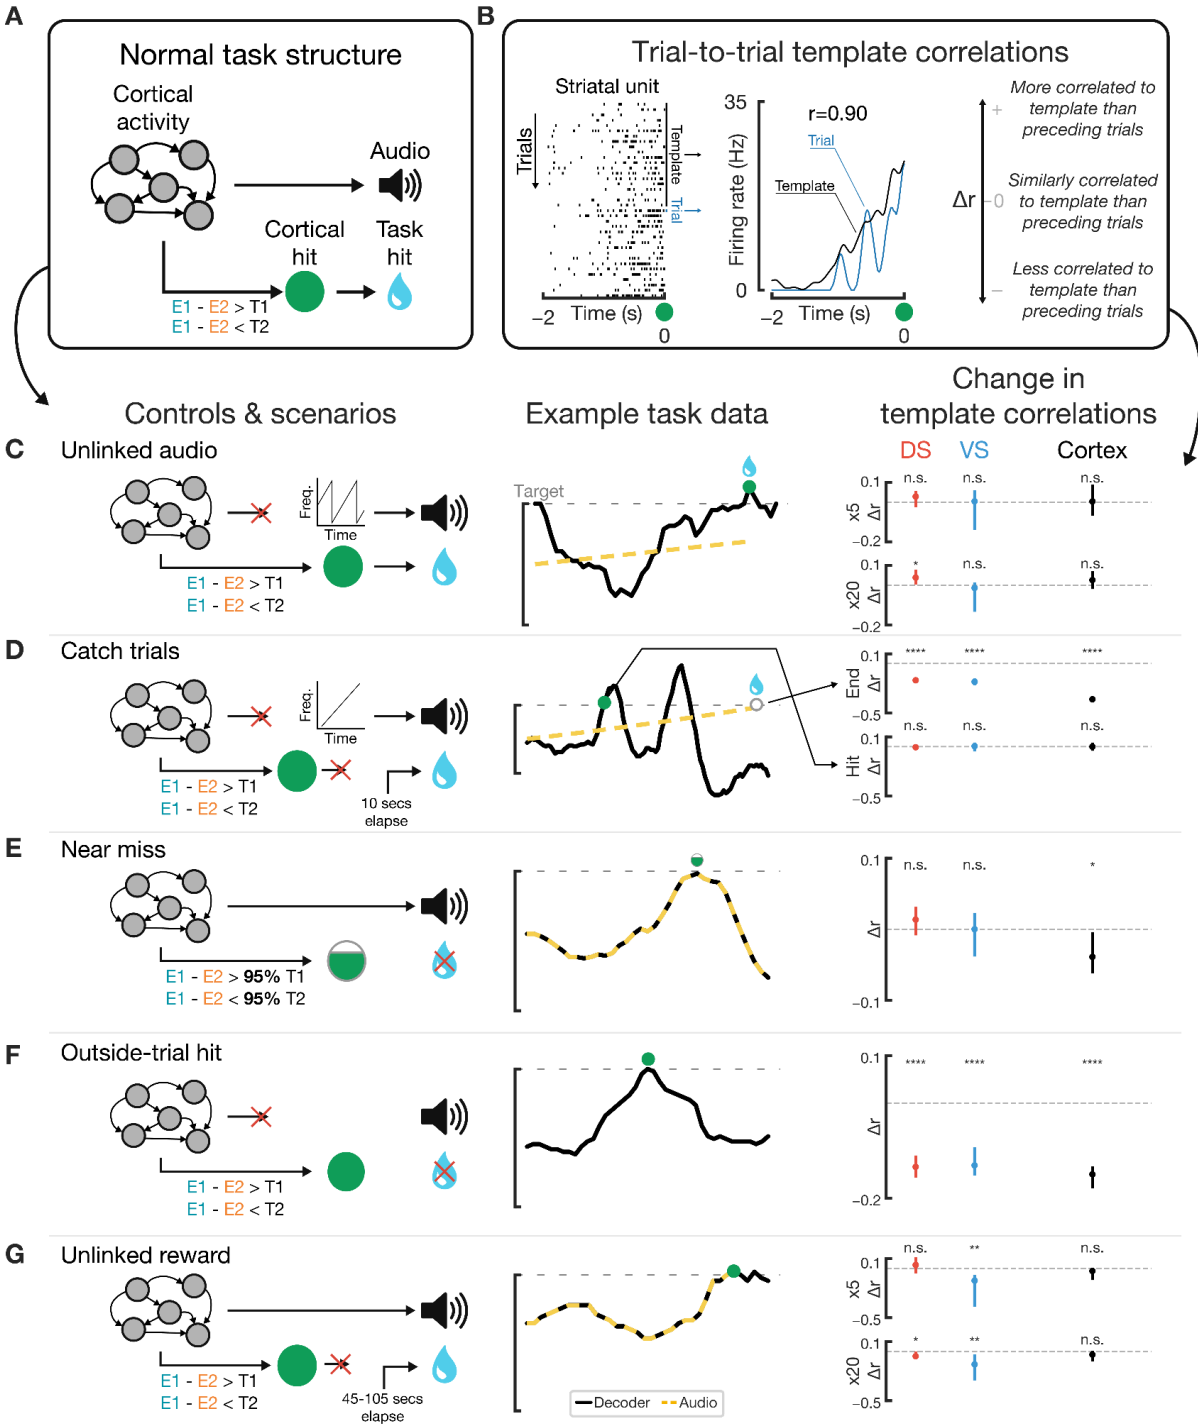 A
Normal task structure
Cortical
activity
Audio
Cortical
hit
Task
hit
E1 - E2 > T1
E1 - E2 < T2
B
Trial-to-trial template correlations
Striatal unit
Trials
Template
Trial
−2
Time (s)
0
35
Firing rate (Hz)
0
r=0.90
Trial
Template
−2
Time (s)
0
Δr
+
0
−
More correlated to
template than
preceding trials
Similarly correlated
to template than
preceding trials
Less correlated to
template than
preceding trials
Controls & scenarios
Example task data
Change in
template correlations
DS
VS
Cortex
C
Unlinked audio
Freq.
Time
E1 - E2 > T1
E1 - E2 < T2
Target
x5
Δr
0.1
−0.2
n.s.
n.s.
n.s.
x20
Δr
0.1
−0.2
*
n.s.
n.s.
D
Catch trials
Freq.
Time
E1 - E2 > T1
E1 - E2 < T2
10 secs
elapse
End
Δr
0.1
−0.5
****
****
****
Hit
Δr
0.1
−0.5
n.s.
n.s.
n.s.
E
Near miss
E1 - E2 > 95% T1
E1 - E2 < 95% T2
Δr
0.1
−0.1
n.s.
n.s.
*
F
Outside-trial hit
E1 - E2 > T1
E1 - E2 < T2
Δr
0.1
−0.2
****
****
****
G
Unlinked reward
E1 - E2 > T1
E1 - E2 < T2
45-105 secs
elapse
Decoder
Audio
x5
Δr
0.1
−0.5
n.s.
**
n.s.
x20
Δr
0.1
−0.5
*
**
n.s.